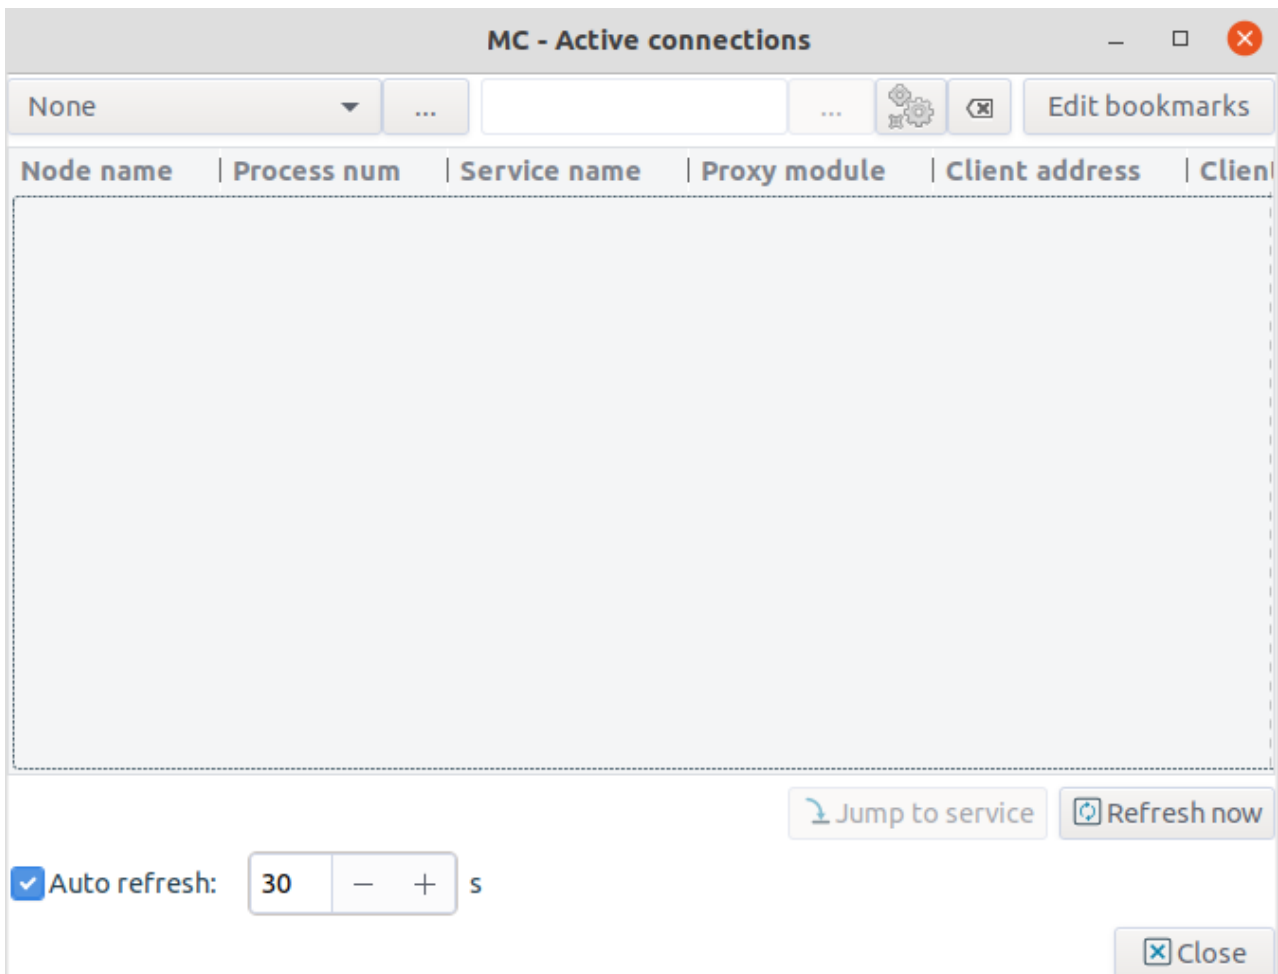 MC - Active connections
None ... ... Edit bookmarks
Node name Process num Service name Proxy module Client address Client
Jump to service Refresh now
Auto refresh: 30 − + s
Close